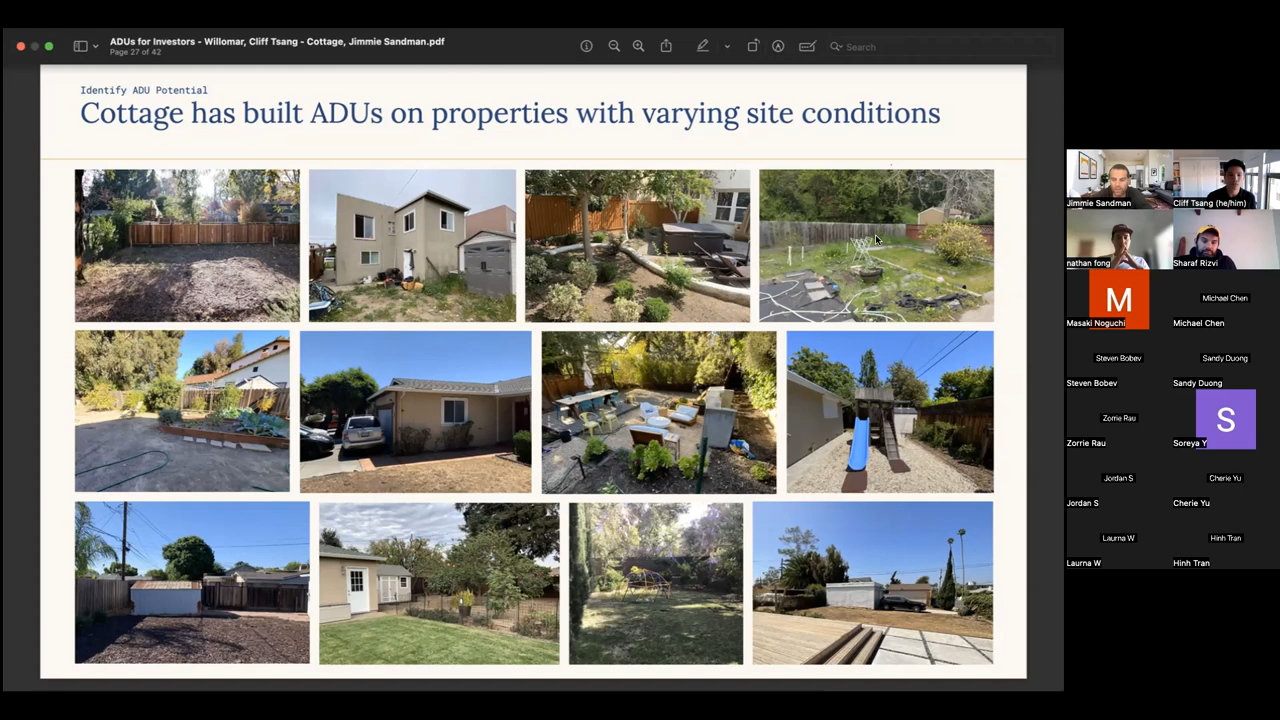 ADUs for Investors - Willomar, Cliff Tsang - Cottage, Jimmie Sandman.pdf
Page 27 of 42
Search
Identify ADU Potential
Cottage has built ADUs on properties with varying site conditions
Jimmie Sandman
Cliff Tsang (he/him)
nathan fong
Sharaf Rizvi
M
Michael Chen
Masaki Noguchi
Michael Chen
Steven Bobev
Sandy Duong
Steven Bobev
Sandy Duong
Zorrie Rau
S
Zorrie Rau
Soreya Y
Jordan S
Cherie Yu
Jordan S
Cherie Yu
Laurna W
Hinh Tran
Laurna W
Hinh Tran